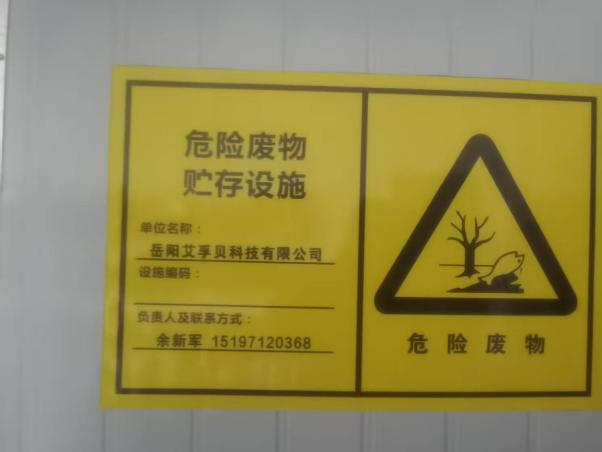 危险废物
贮存设施
单位名称：
岳阳艾孚贝科技有限公司
设施编码：
负责人及联系方式：
余新军 15197120368
危险废物